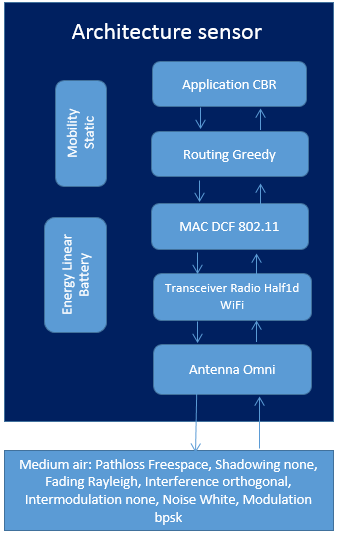 Architecture sensor
Application CBR
Mobility
Static
Routing Greedy
MAC DCF 802.11
Energy Linear
Battery
Transceiver Radio Half1d
WiFi
Antenna Omni
Medium air: Pathloss Freespace, Shadowing none,
Fading Rayleigh, Interference orthogonal,
Intermodulation none, Noise White, Modulation
bpsk